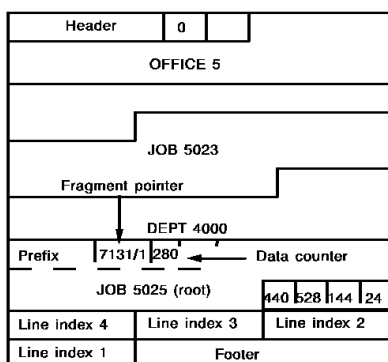 Header 0
OFFICE 5
JOB 5023
Fragment pointer
DEPT 4000
Prefix 7131/1 280 Data counter
JOB 5025 (root)
440 528 144 24
Line index 4 Line index 3 Line index 2
Line index 1 Footer